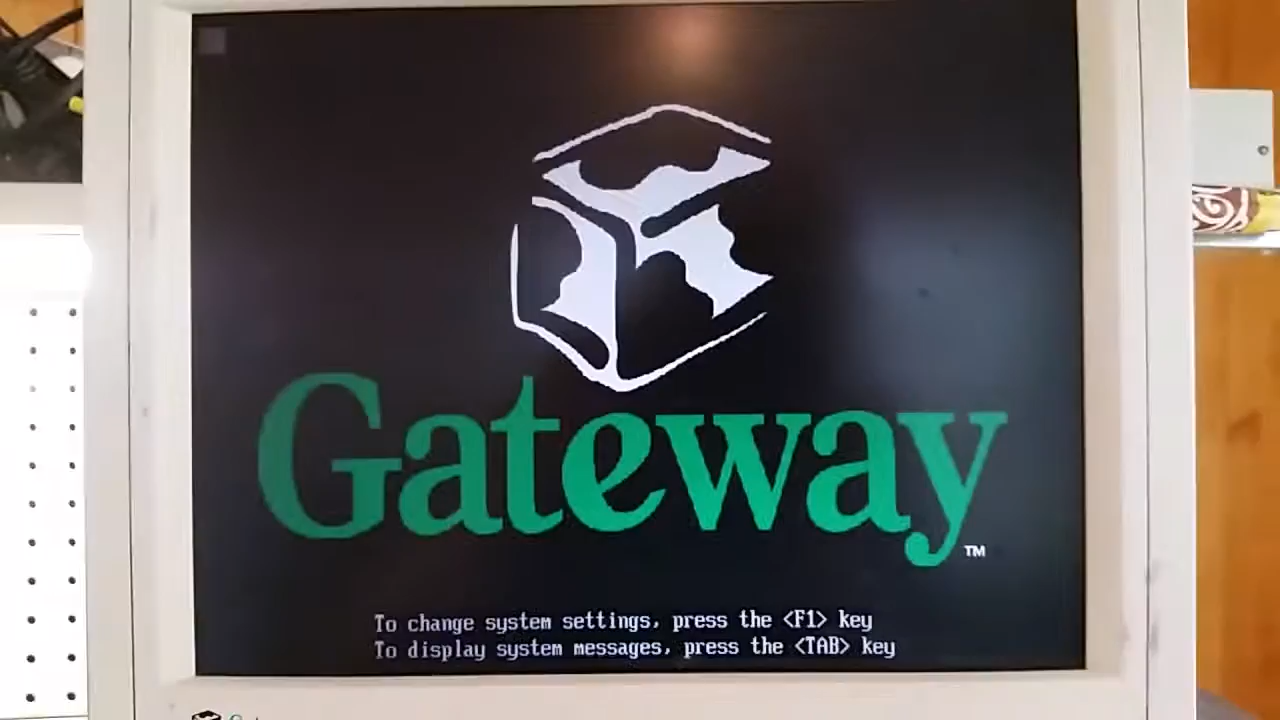 Gateway
TM
To change system settings, press the <F1> key
To display system messages, press the <TAB> key